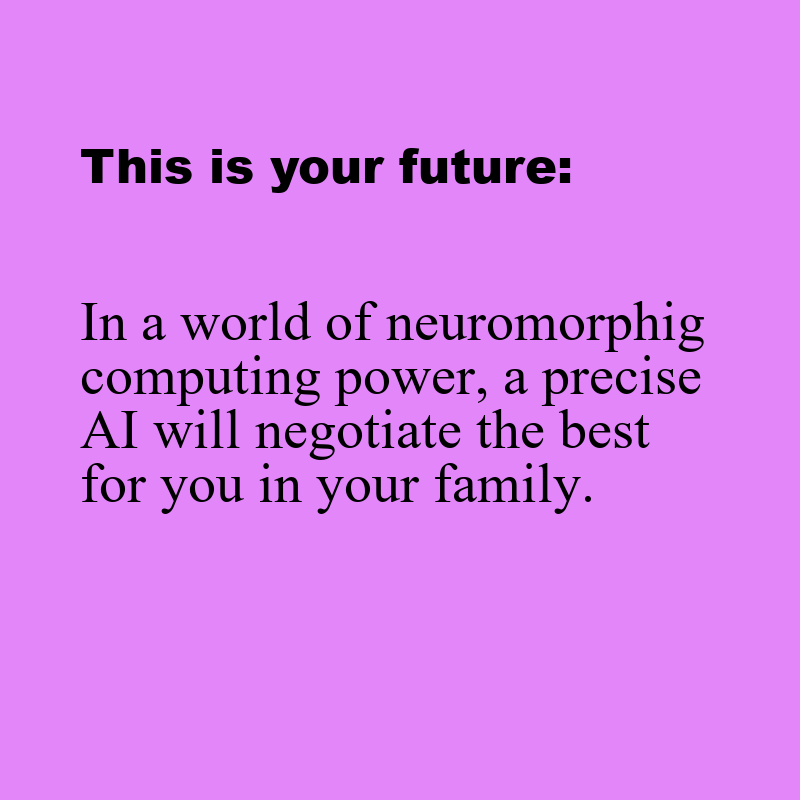 This is your future:
In a world of neuromorphig
computing power, a precise
AI will negotiate the best
for you in your family.